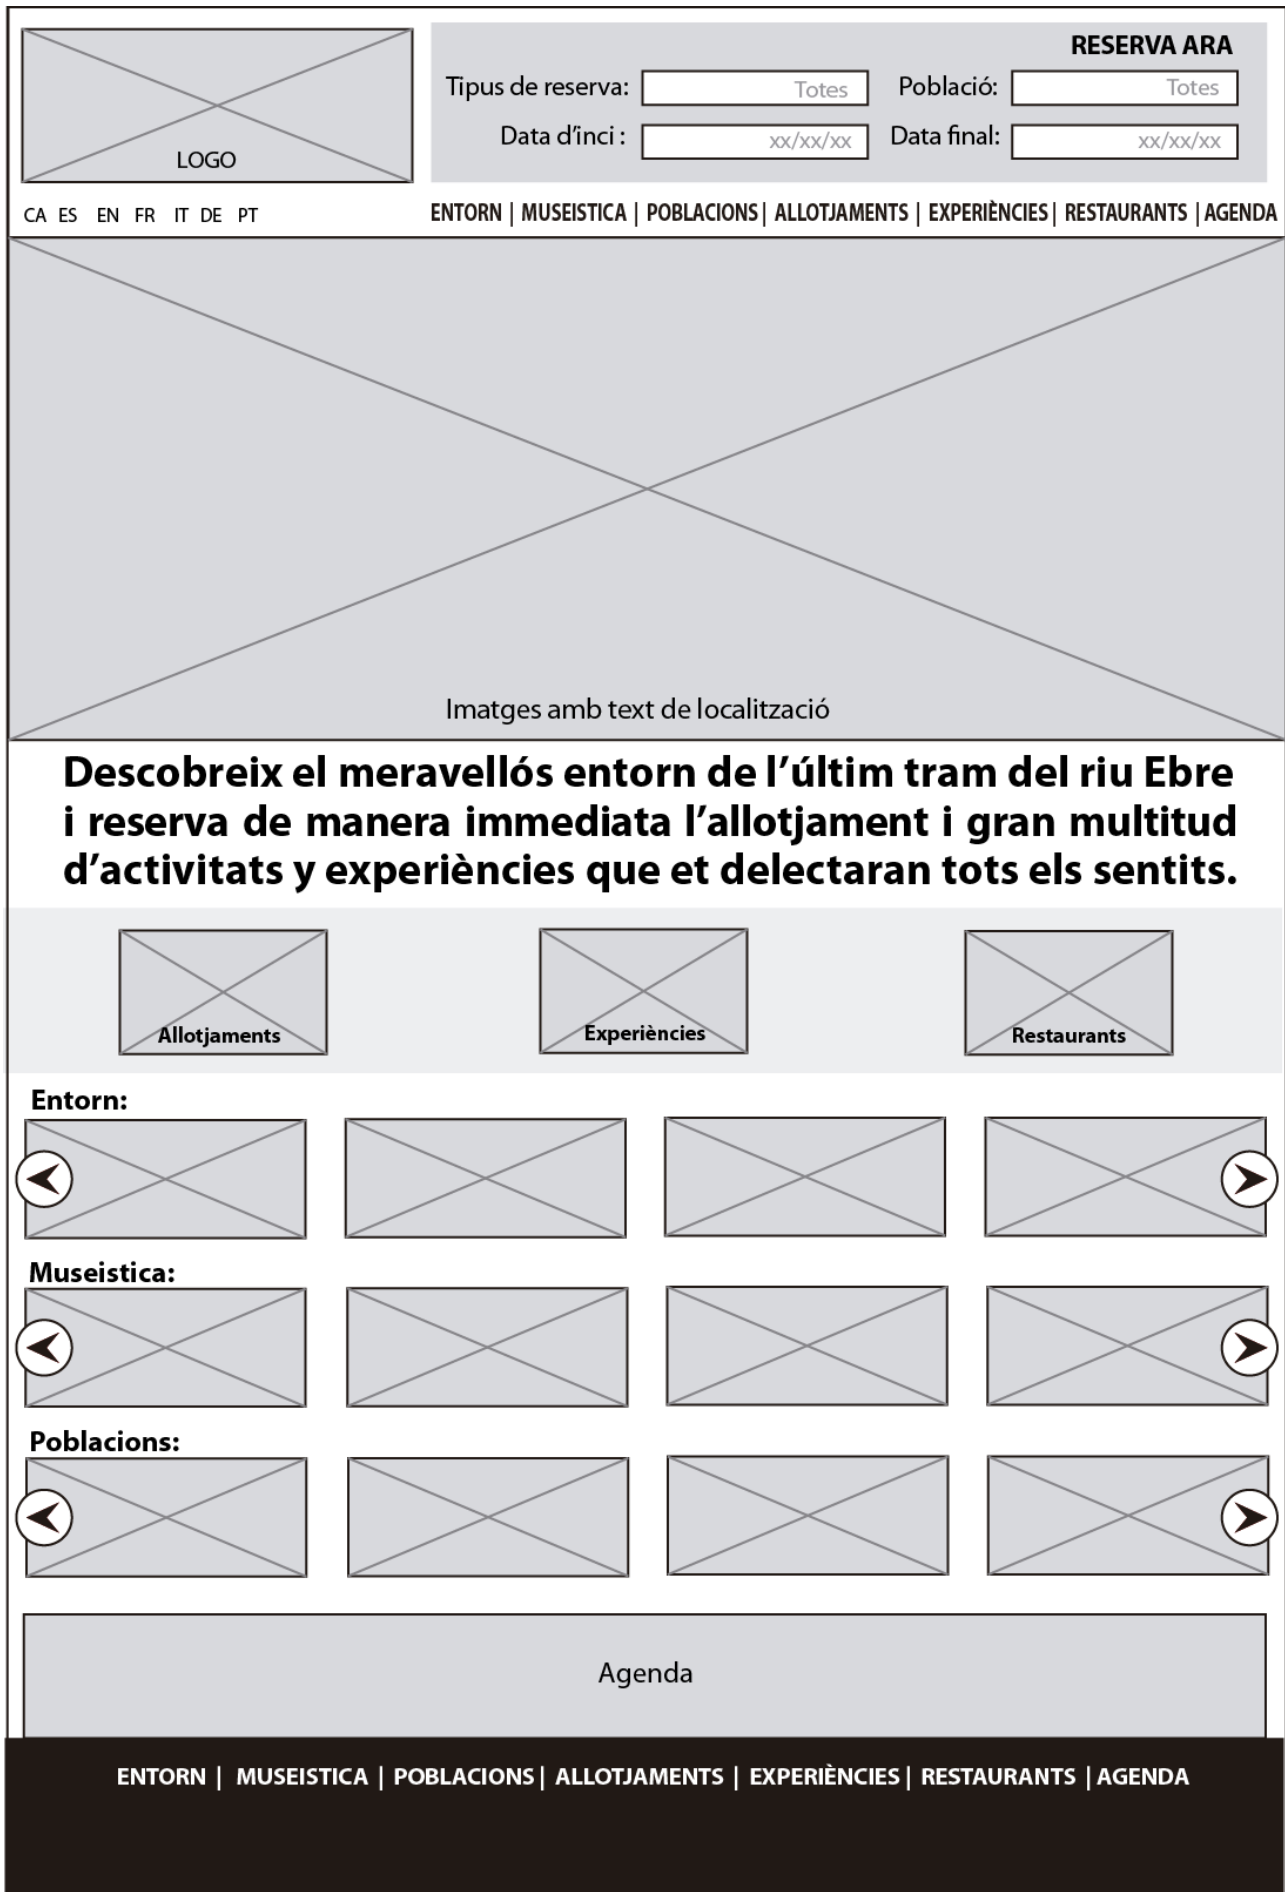 LOGO
RESERVA ARA
Tipus de reserva: Totes Població: Totes
Data d’inci : xx/xx/xx Data final: xx/xx/xx
CA ES EN FR IT DE PT
ENTORN | MUSEISTICA | POBLACIONS | ALLOTJAMENTS | EXPERIÈNCIES | RESTAURANTS | AGENDA
Imatges amb text de localització
Descobreix el meravellós entorn de l’últim tram del riu Ebre
i reserva de manera immediata l’allotjament i gran multitud
d’activitats y experiències que et delectaran tots els sentits.
Allotjaments Experiències Restaurants
Entorn:
Museistica:
Poblacions:
Agenda
ENTORN | MUSEISTICA | POBLACIONS | ALLOTJAMENTS | EXPERIÈNCIES | RESTAURANTS | AGENDA